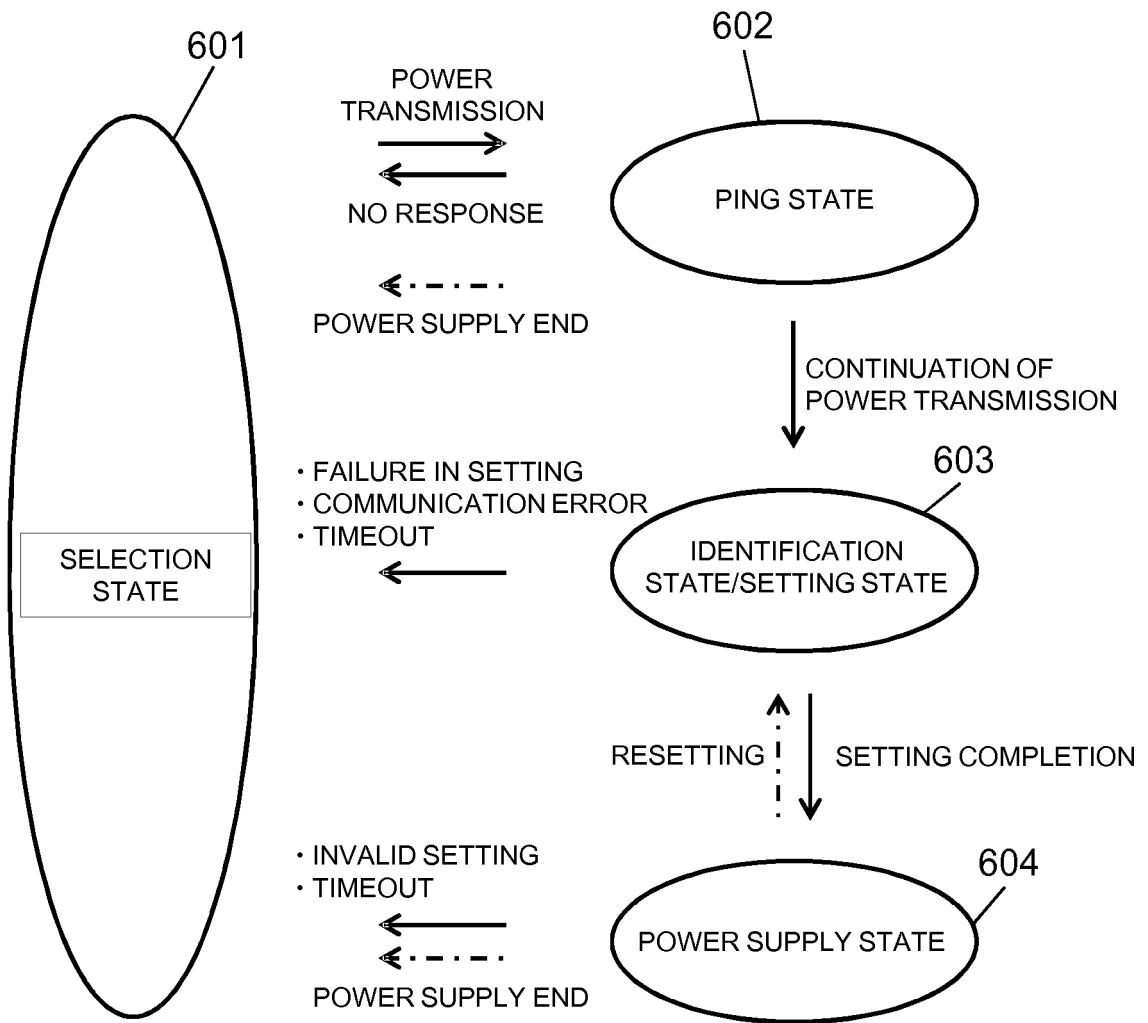 601
602
POWER
TRANSMISSION
NO RESPONSE
PING STATE
POWER SUPPLY END
CONTINUATION OF
POWER TRANSMISSION
603
・FAILURE IN SETTING
・COMMUNICATION ERROR
・TIMEOUT
SELECTION
STATE
IDENTIFICATION
STATE/SETTING STATE
RESETTING
SETTING COMPLETION
・INVALID SETTING
・TIMEOUT
604
POWER SUPPLY STATE
POWER SUPPLY END